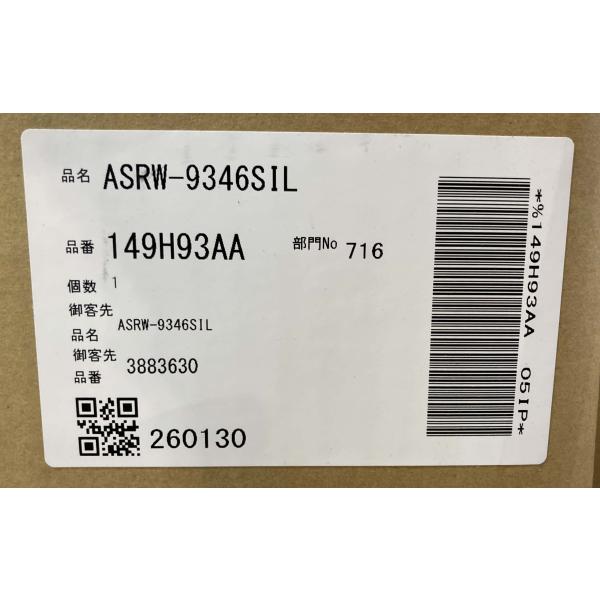 品名 ASRW-9346SIL
品番 149H93AA 部門No 716
個数 1
御客先
品名 ASRW-9346SIL
御客先
品番 3883630
260130
*%149H93AA 05IP*